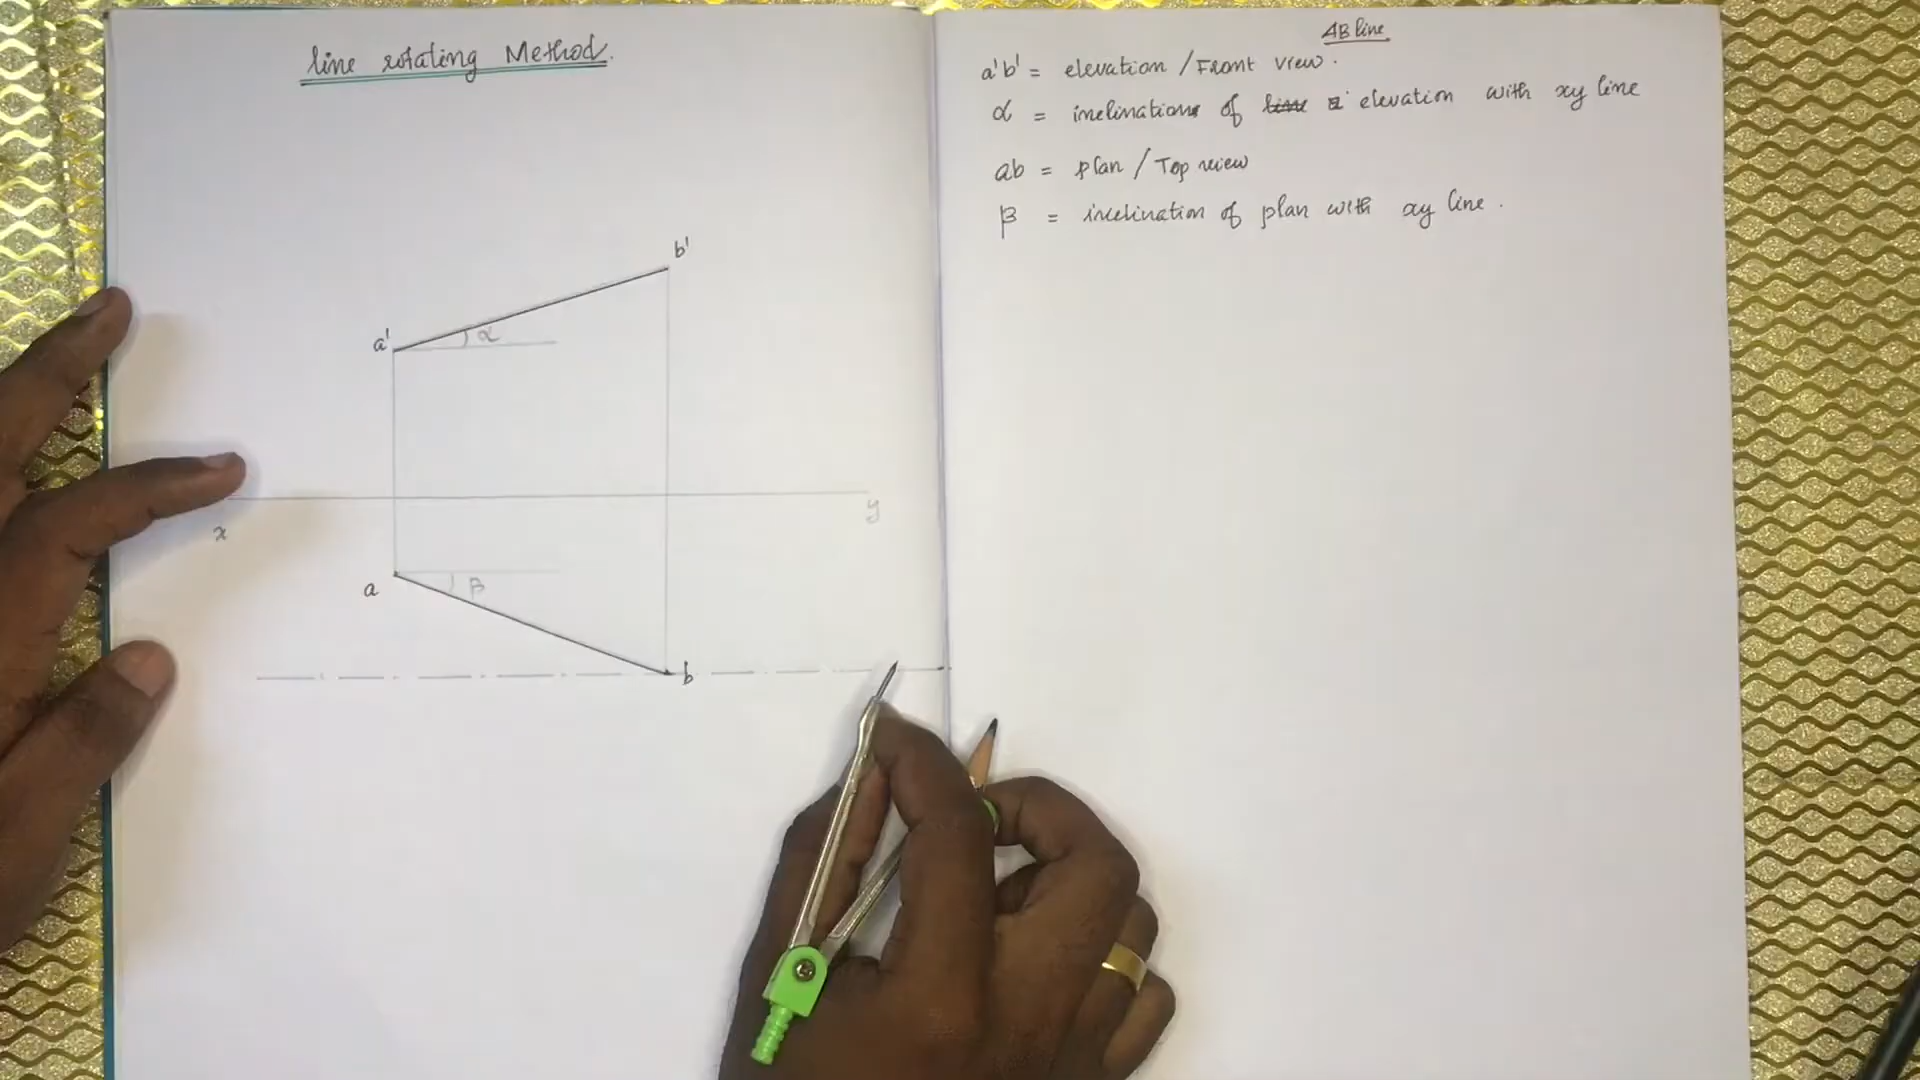 line rotating Method.
AB line
a'b' = elevation / Front view.
α = inclinations of line elevation with xy line
ab = plan / Top view
β = inclination of plan with xy line.
b'
a' α
x y
a β
b